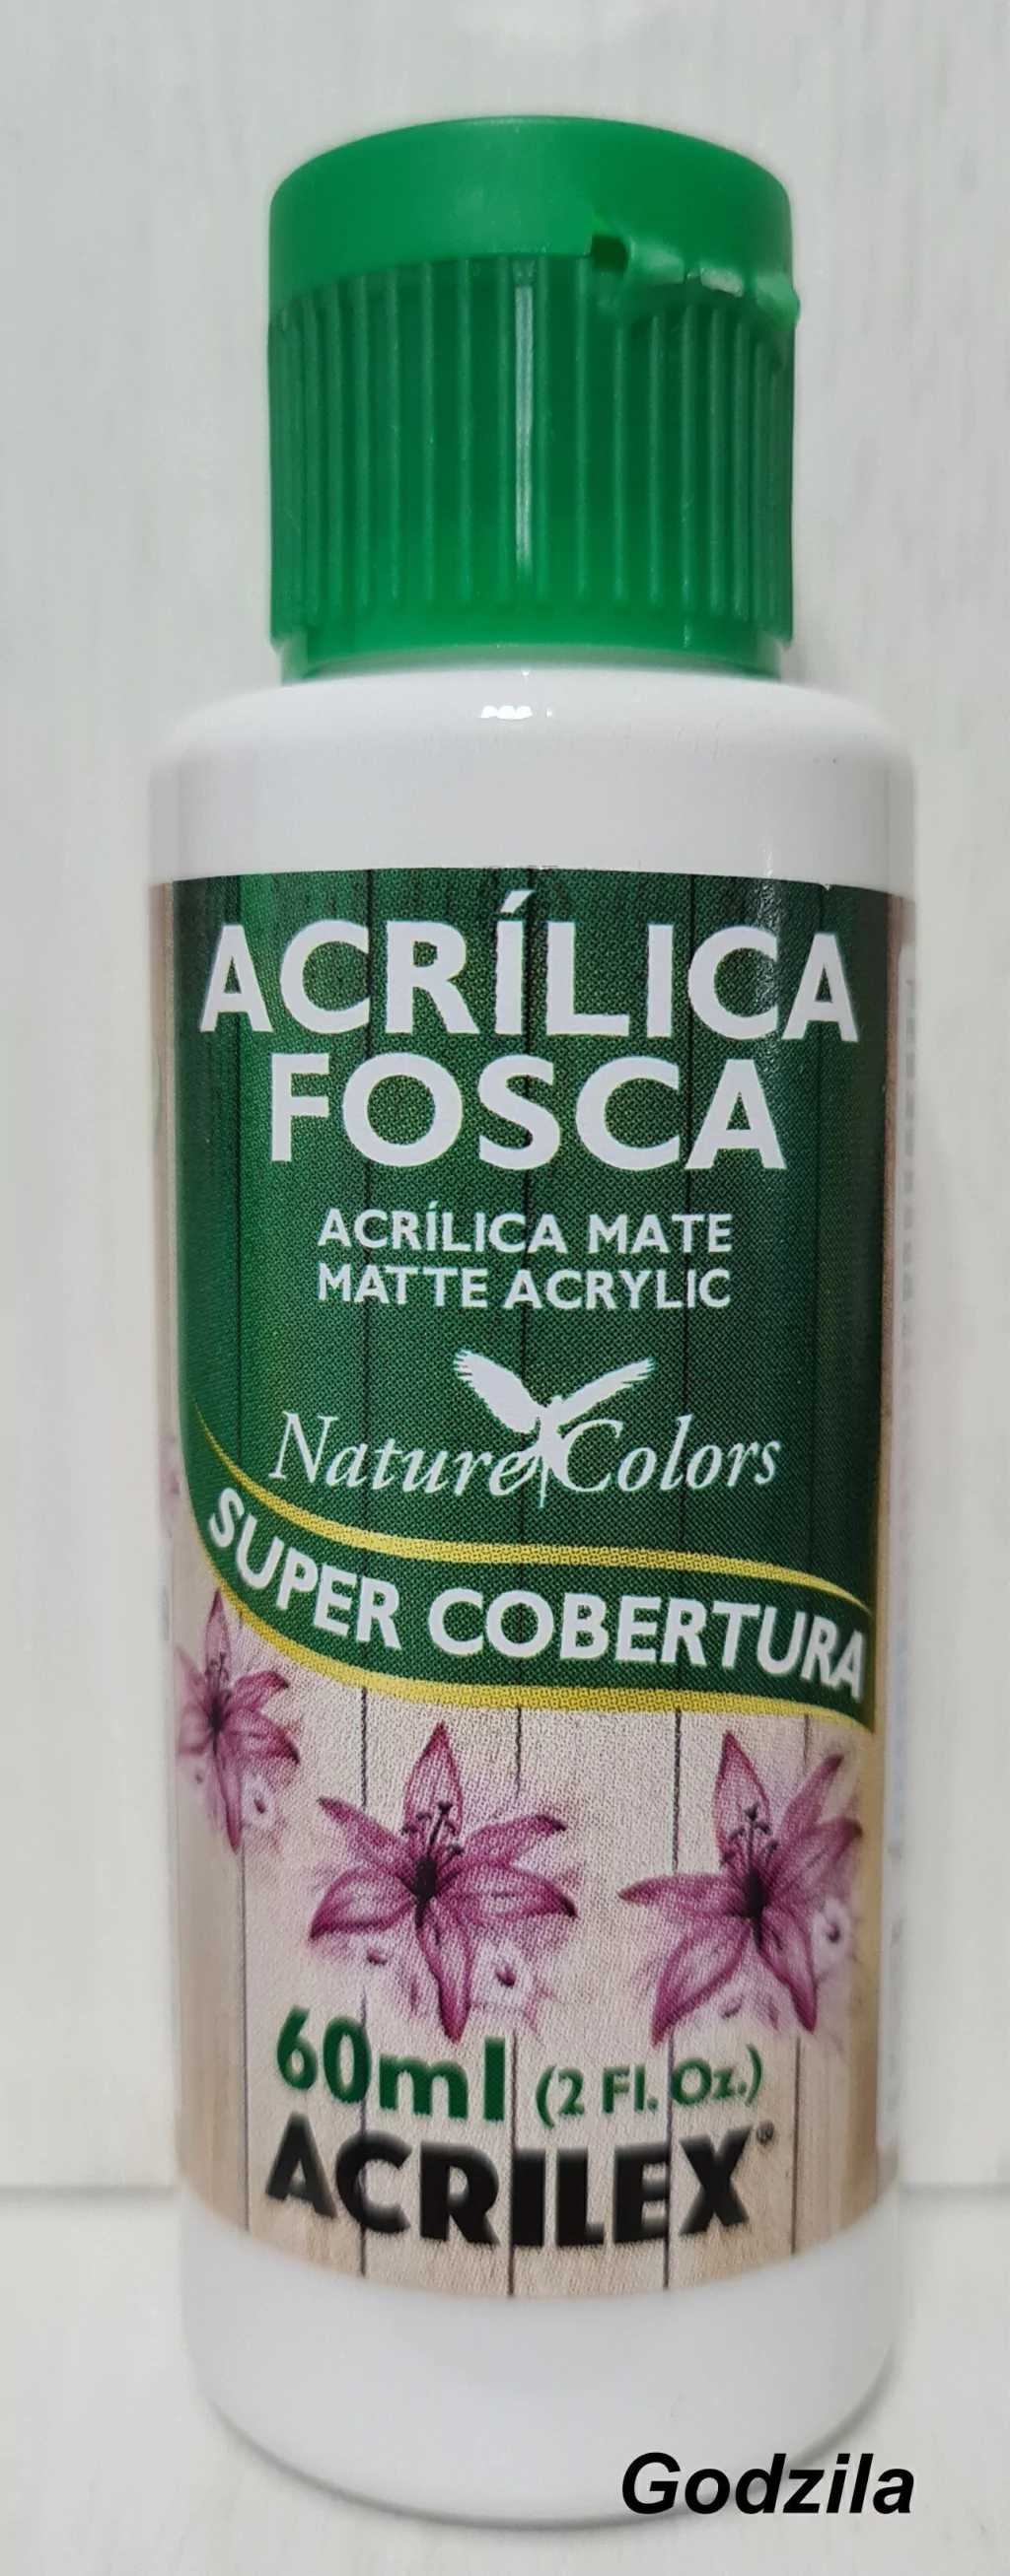 ACRÍLICA
FOSCA
ACRÍLICA MATE
MATTE ACRYLIC
Nature Colors
SUPER COBERTURA
60ml (2 Fl. Oz.)
ACRILEX®
Godzila